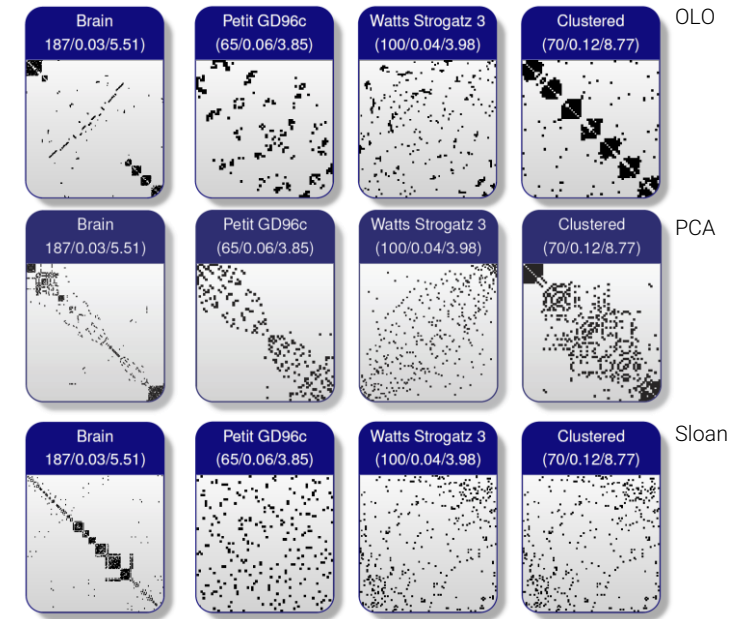 Brain
187/0.03/5.51)
Petit GD96c
(65/0.06/3.85)
Watts Strogatz 3
(100/0.04/3.98)
Clustered
(70/0.12/8.77)
OLO
Brain
187/0.03/5.51)
Petit GD96c
(65/0.06/3.85)
Watts Strogatz 3
(100/0.04/3.98)
Clustered
(70/0.12/8.77)
PCA
Brain
187/0.03/5.51)
Petit GD96c
(65/0.06/3.85)
Watts Strogatz 3
(100/0.04/3.98)
Clustered
(70/0.12/8.77)
Sloan